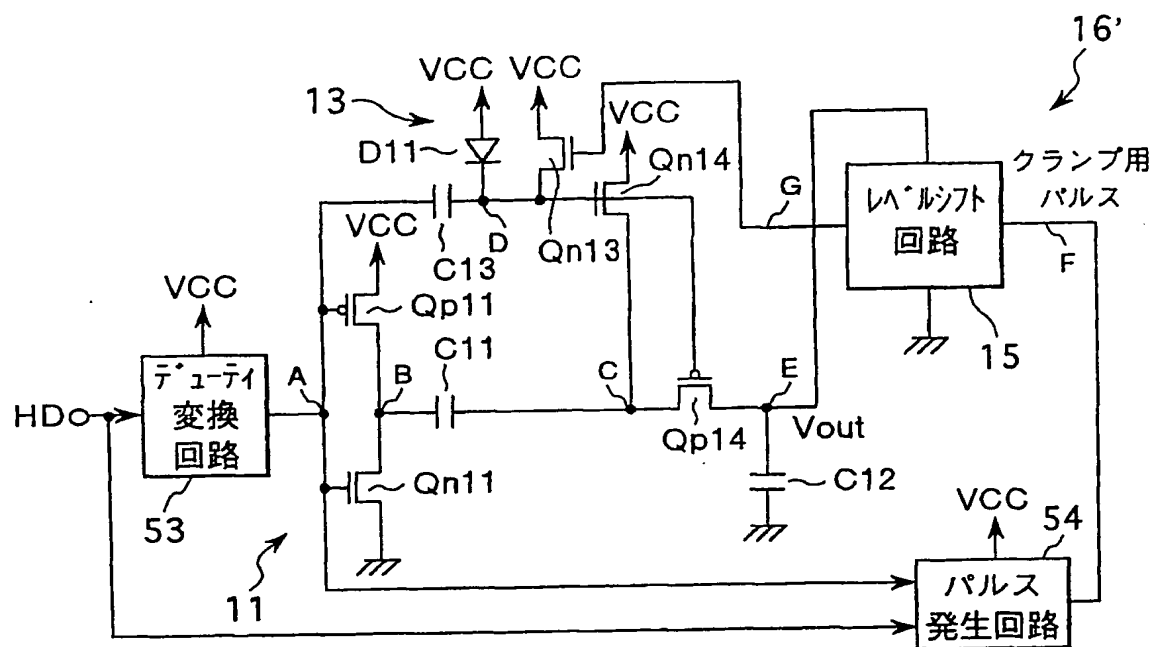 16'
VCC VCC
13
VCC
D11
Qn14
クランプ用
パルス
G
レベルシフト
回路
F
D
Qn13
VCC
C13
VCC
Qp11
15
C11
デューティ
変換
回路
A
B
C
E
HD
Qp14
Vout
Qn11
C12
53
VCC
54
11
パルス
発生回路